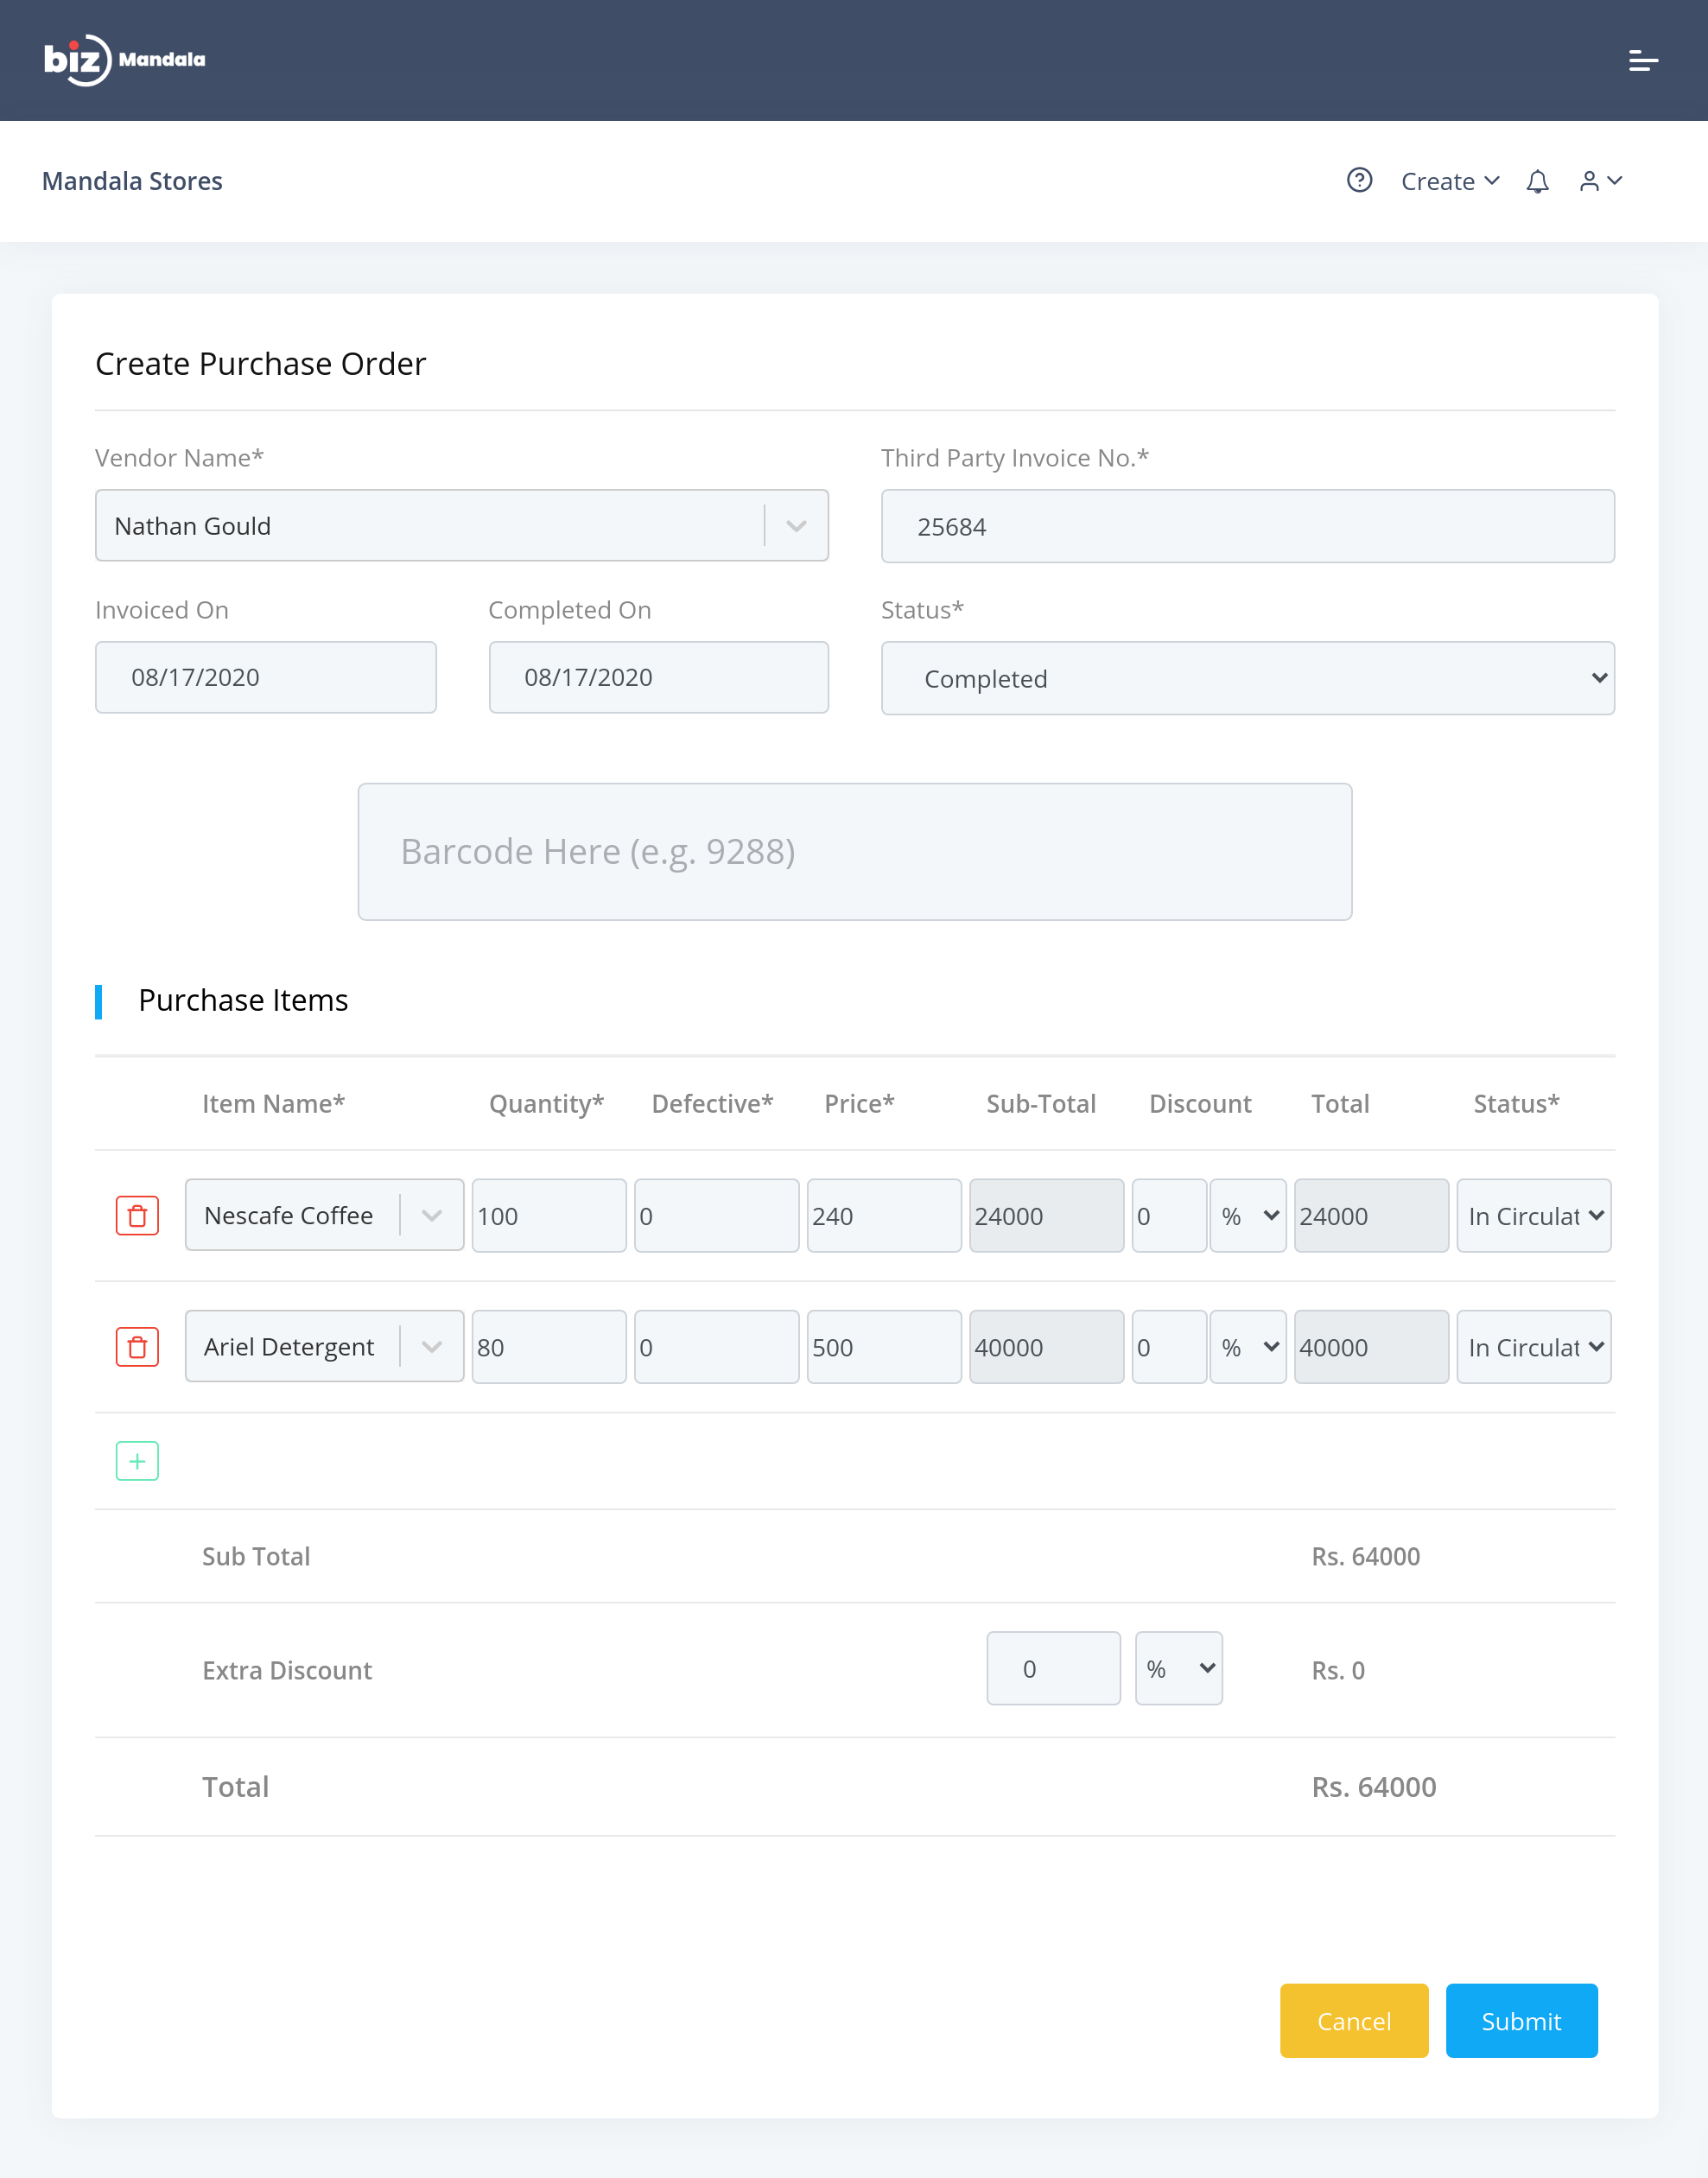 biz Mandala
Mandala Stores Create
Create Purchase Order
Vendor Name* Third Party Invoice No.*
Nathan Gould 25684
Invoiced On Completed On Status*
08/17/2020 08/17/2020 Completed
Barcode Here (e.g. 9288)
Purchase Items
Item Name* Quantity* Defective* Price* Sub-Total Discount Total Status*
Nescafe Coffee 100 0 240 24000 0 % 24000 In Circulat
Ariel Detergent 80 0 500 40000 0 % 40000 In Circulat
Sub Total Rs. 64000
Extra Discount 0 % Rs. 0
Total Rs. 64000
Cancel Submit